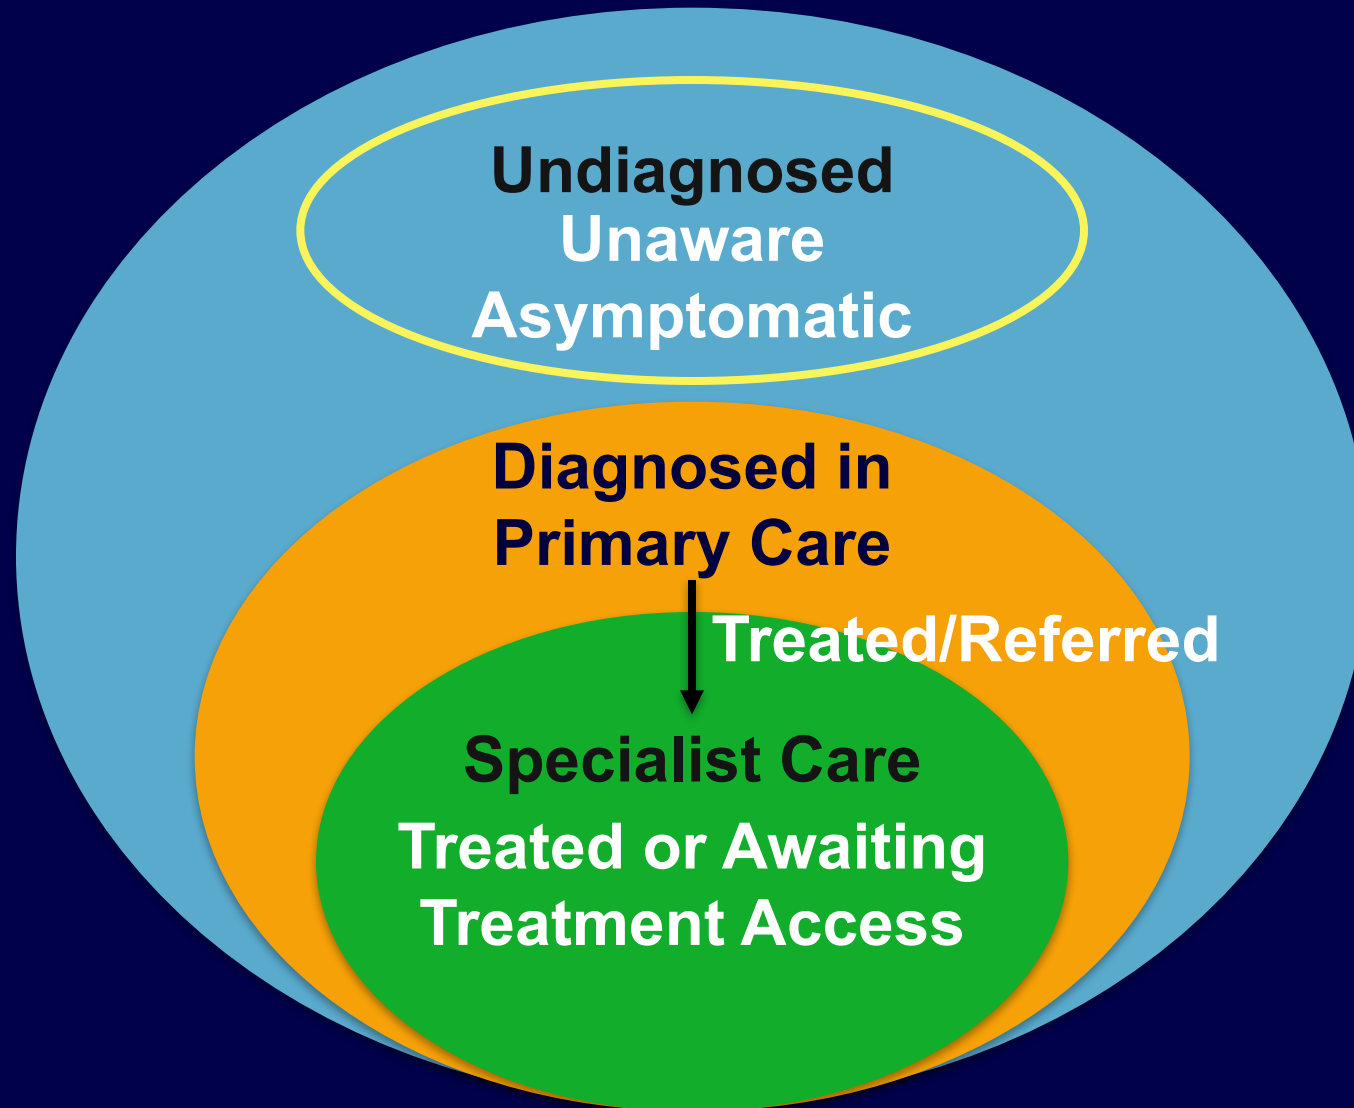 Undiagnosed
Unaware
Asymptomatic
Diagnosed in
Primary Care
Treated/Referred
Specialist Care
Treated or Awaiting
Treatment Access